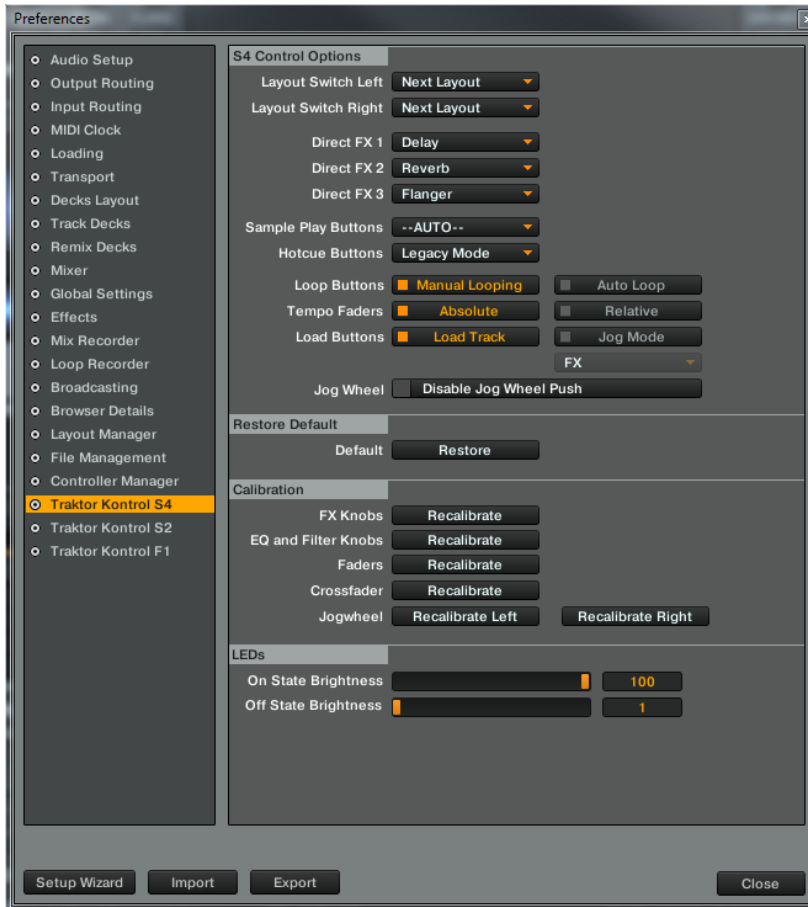 Preferences
Audio Setup
Output Routing
Input Routing
MIDI Clock
Loading
Transport
Decks Layout
Track Decks
Remix Decks
Mixer
Global Settings
Effects
Mix Recorder
Loop Recorder
Broadcasting
Browser Details
Layout Manager
File Management
Controller Manager
Traktor Kontrol S4
Traktor Kontrol S2
Traktor Kontrol F1
S4 Control Options
Layout Switch Left Next Layout
Layout Switch Right Next Layout
Direct FX 1 Delay
Direct FX 2 Reverb
Direct FX 3 Flanger
Sample Play Buttons --AUTO--
Hotcue Buttons Legacy Mode
Loop Buttons Manual Looping Auto Loop
Tempo Faders Absolute Relative
Load Buttons Load Track Jog Mode
FX
Jog Wheel Disable Jog Wheel Push
Restore Default
Default Restore
Calibration
FX Knobs Recalibrate
EQ and Filter Knobs Recalibrate
Faders Recalibrate
Crossfader Recalibrate
Jogwheel Recalibrate Left Recalibrate Right
LEDs
On State Brightness 100
Off State Brightness 1
Setup Wizard Import Export Close